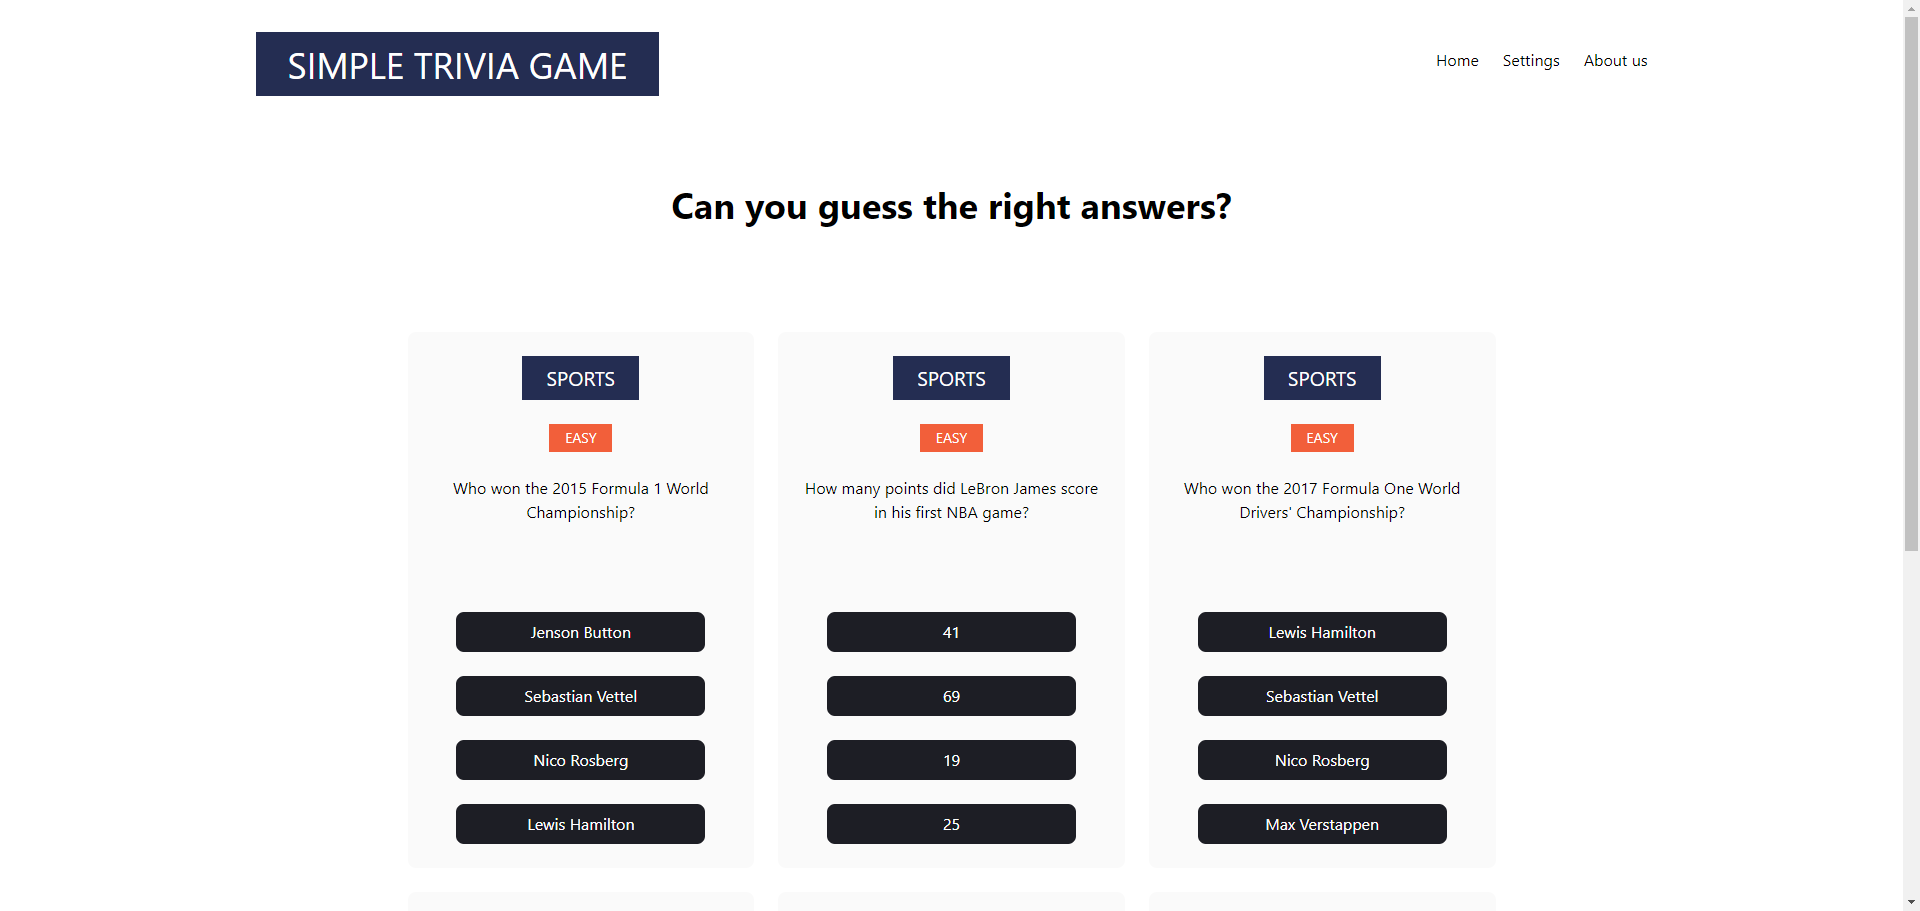 SIMPLE TRIVIA GAME
Home
Settings
About us
Can you guess the right answers?
SPORTS
EASY
Who won the 2015 Formula 1 World
Championship?
Jenson Button
Sebastian Vettel
Nico Rosberg
Lewis Hamilton
SPORTS
EASY
How many points did LeBron James score
in his first NBA game?
41
69
19
25
SPORTS
EASY
Who won the 2017 Formula One World
Drivers' Championship?
Lewis Hamilton
Sebastian Vettel
Nico Rosberg
Max Verstappen